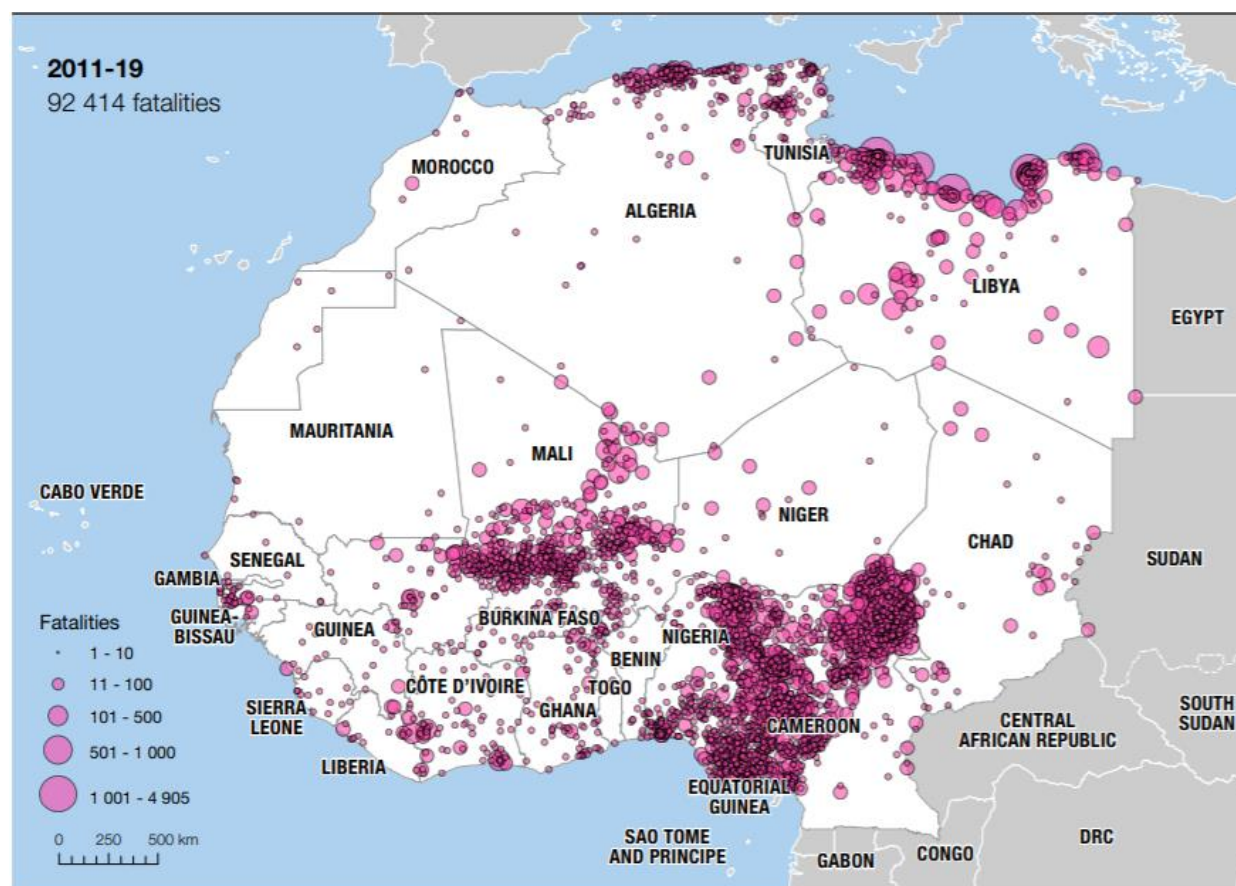 2011-19
92 414 fatalities
MOROCCO
TUNISIA
ALGERIA
LIBYA
EGYPT
MAURITANIA
MALI
CABO VERDE
NIGER
CHAD
SENEGAL
SUDAN
GAMBIA
GUINEA-
BISSAU
GUINEA
BURKINA FASO
NIGERIA
BENIN
CÔTE D'IVOIRE
TOGO
GHANA
SIERRA
LEONE
CAMEROON
SOUTH
SUDAN
CENTRAL
AFRICAN REPUBLIC
LIBERIA
EQUATORIAL
GUINEA
SAO TOME
AND PRINCIPE
GABON
CONGO
DRC
Fatalities
1 - 10
11 - 100
101 - 500
501 - 1 000
1 001 - 4 905
0 250 500 km